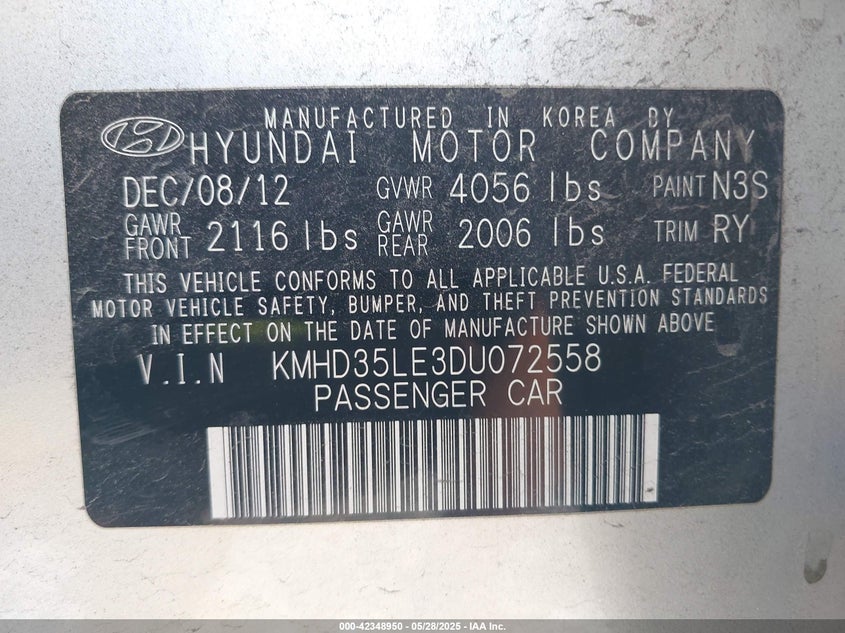 MANUFACTURED IN KOREA BY
HYUNDAI MOTOR COMPANY
DEC/08/12 GVWR 4056 lbs PAINT N3S
GAWR FRONT 2116 lbs GAWR REAR 2006 lbs TRIM RY
THIS VEHICLE CONFORMS TO ALL APPLICABLE U.S.A. FEDERAL
MOTOR VEHICLE SAFETY, BUMPER, AND THEFT PREVENTION STANDARDS
IN EFFECT ON THE DATE OF MANUFACTURE SHOWN ABOVE
V.I.N KMHD35LE3DU072558
PASSENGER CAR
000-42348950 - 05/28/2025 - IAA Inc.